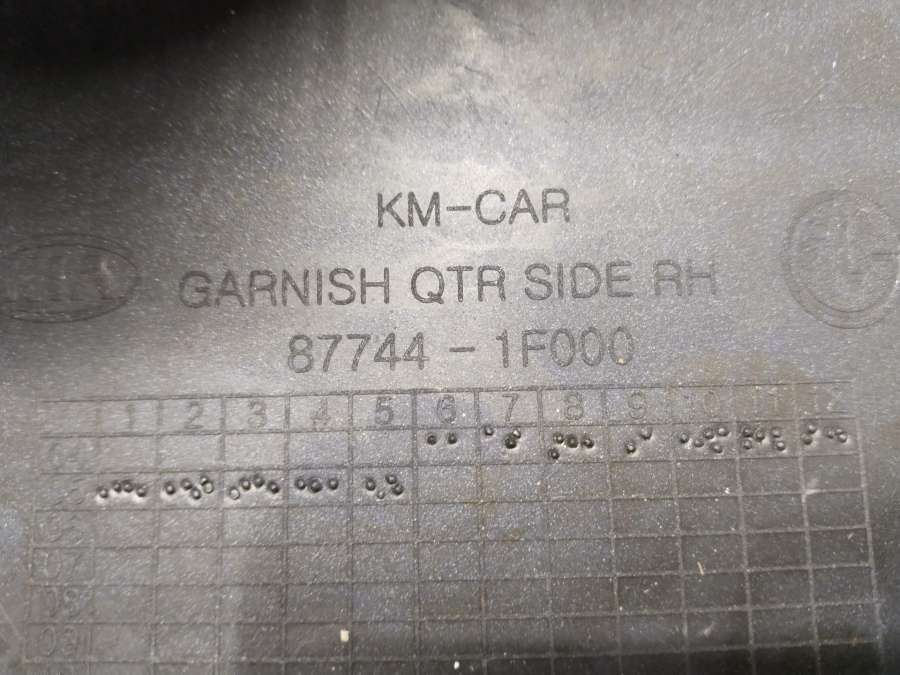 KM-CAR
KIA
GARNISH QTR SIDE RH
87744 - 1F000
1 2 3 4 5 6 7 8 9 10 11 12